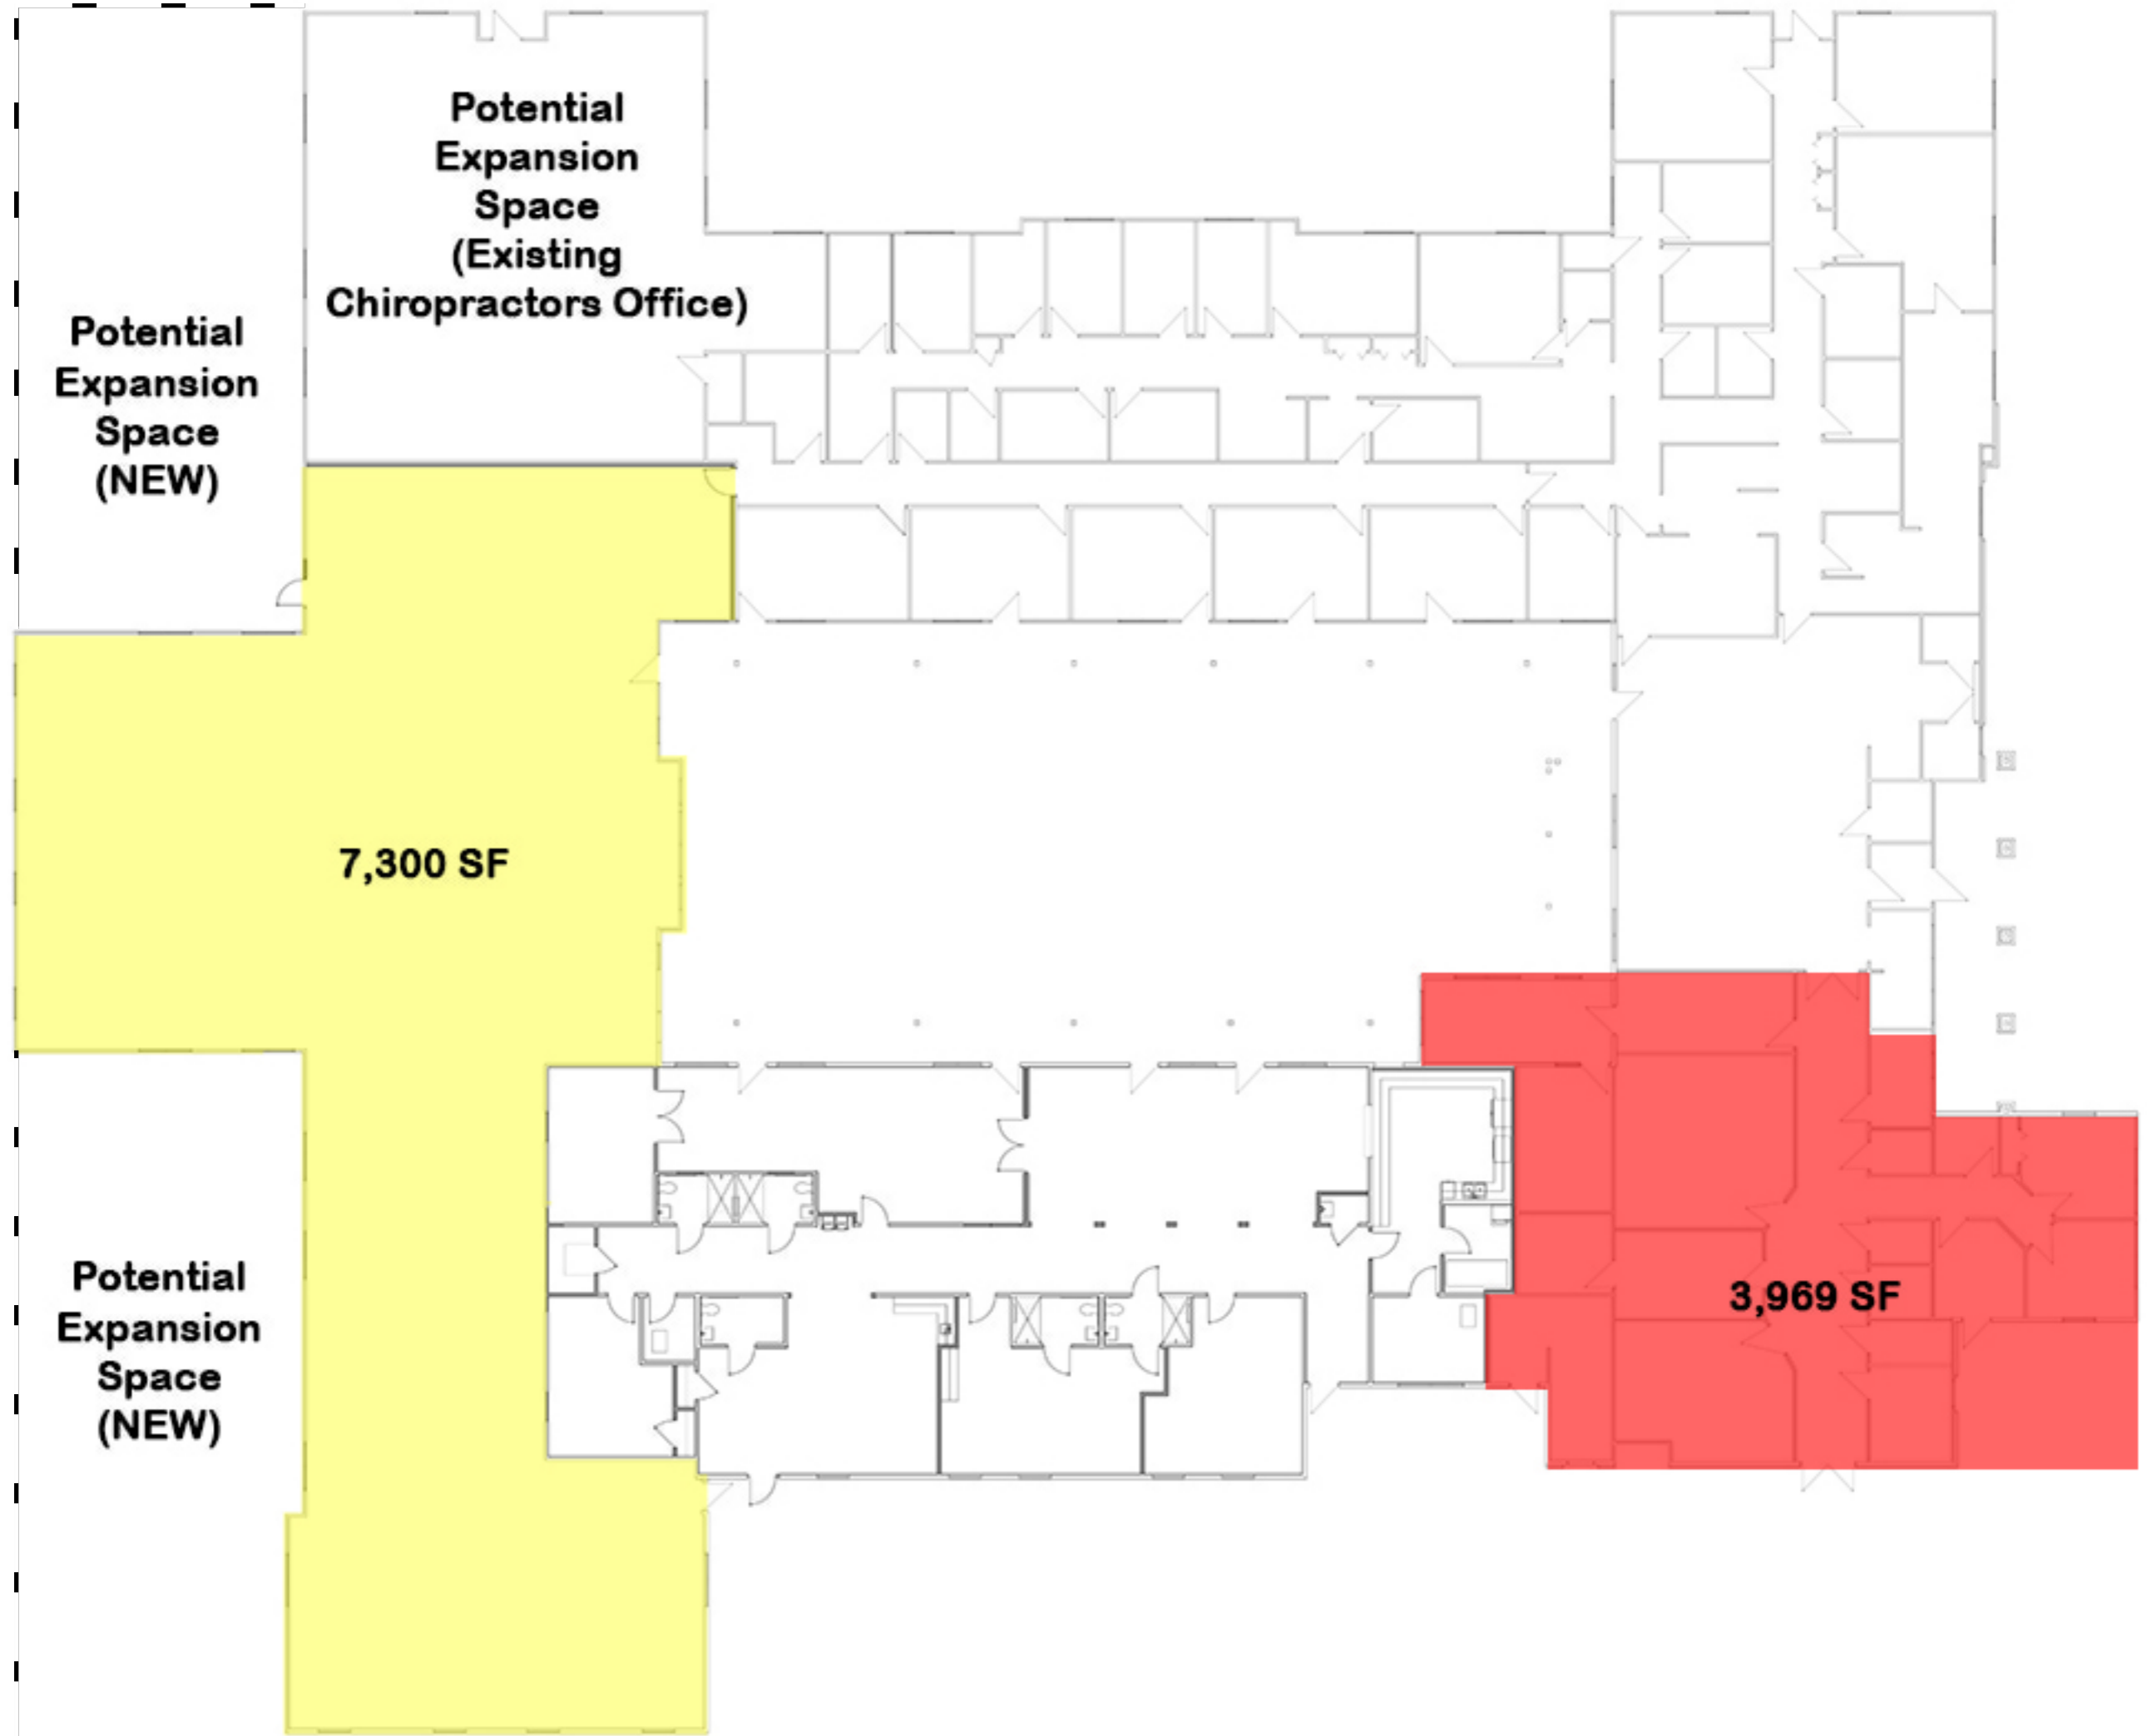 Potential
Expansion
Space
(Existing
Chiropractors Office)
Potential
Expansion
Space
(NEW)
7,300 SF
3,969 SF
Potential
Expansion
Space
(NEW)